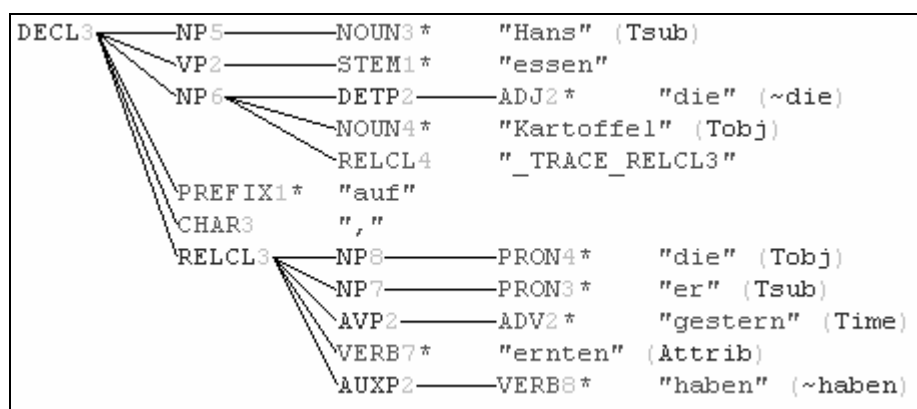 DECL3 NP5 NOUN3* "Hans" (Tsub)
VP2 STEM1* "essen"
NP6 DETP2 ADJ2* "die" (~die)
NOUN4* "Kartoffel" (Tobj)
RELCL4 "_TRACE_RELCL3"
PREFIX1* "auf"
CHAR3 ","
RELCL3 NP8 PRON4* "die" (Tobj)
NP7 PRON3* "er" (Tsub)
AVP2 ADV2* "gestern" (Time)
VERB7* "ernten" (Attrib)
AUXP2 VERB8* "haben" (~haben)